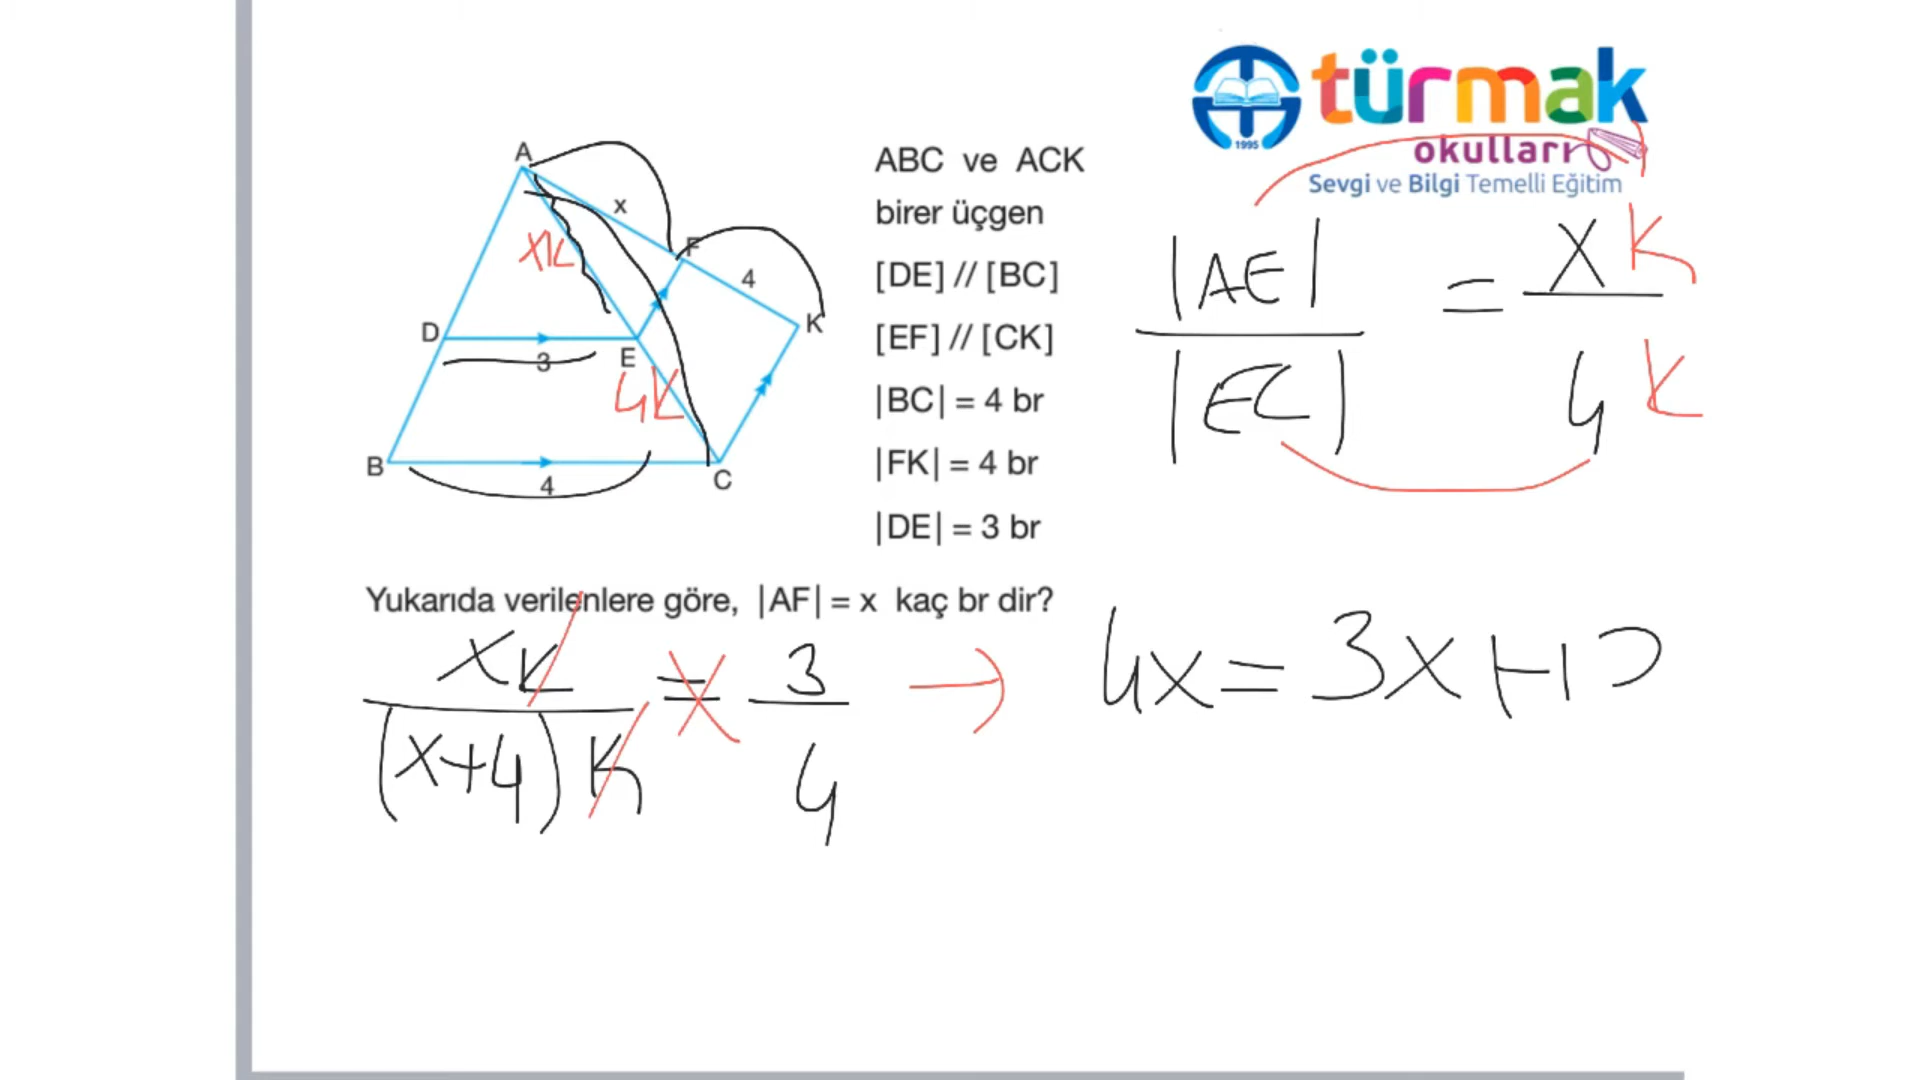 türmak
okulları
1995
Sevgi ve Bilgi Temelli Eğitim
A
x
F
4
K
xk
D
3
E
4k
B
4
C
ABC ve ACK
birer üçgen
[DE] // [BC]
[EF] // [CK]
|BC| = 4 br
|FK| = 4 br
|DE| = 3 br
|AE| / |EC| = xk / 4k
Yukarıda verilenlere göre, |AF| = x kaç br dir?
xk / (x+4)k = 3 / 4 → 4x = 3x + 12